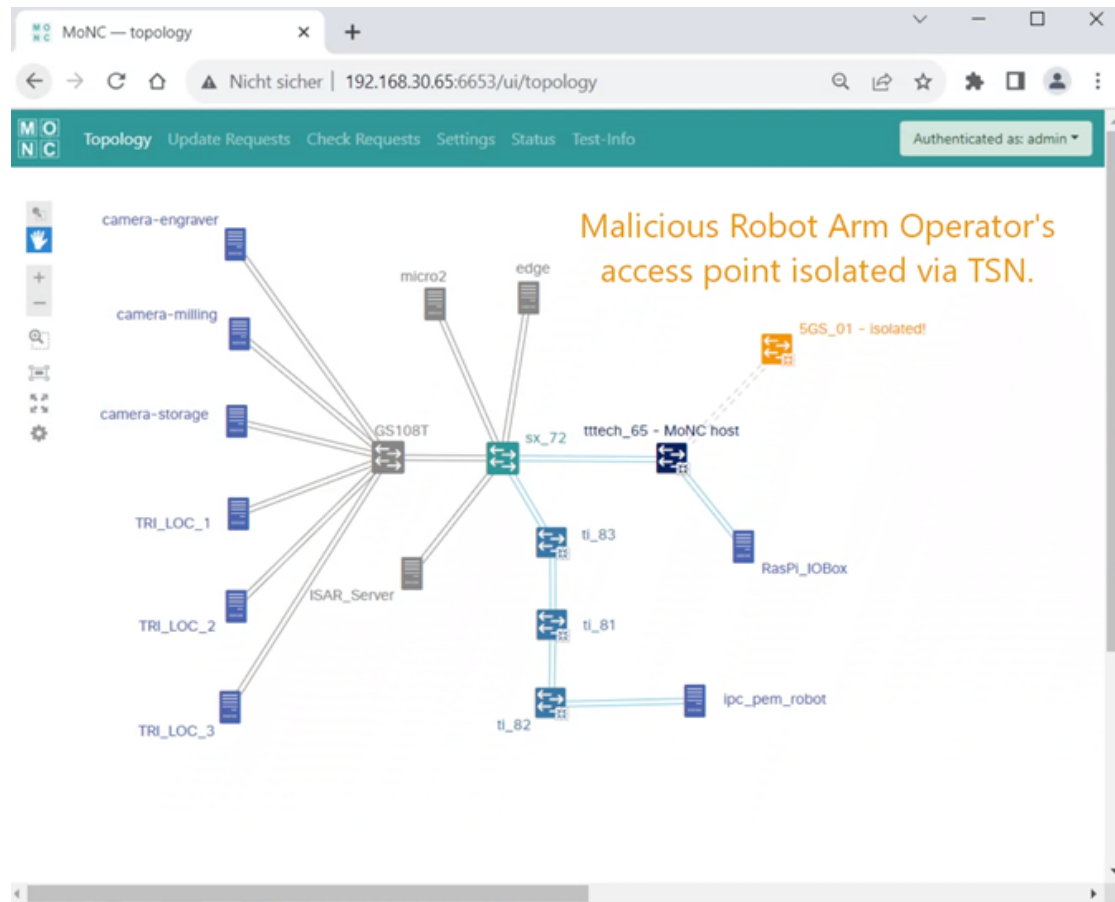 MoNC — topology
Nicht sicher | 192.168.30.65:6653/ui/topology
MO NC Topology Update Requests Check Requests Settings Status Test-Info Authenticated as: admin
Malicious Robot Arm Operator's
access point isolated via TSN.
camera-engraver
micro2
edge
camera-milling
5GS_01 - isolated!
camera-storage
GS108T
sx_72
tttech_65 - MoNC host
TRI_LOC_1
ti_83
RasPi_IOBox
ISAR_Server
TRI_LOC_2
ti_81
ipc_pem_robot
ti_82
TRI_LOC_3